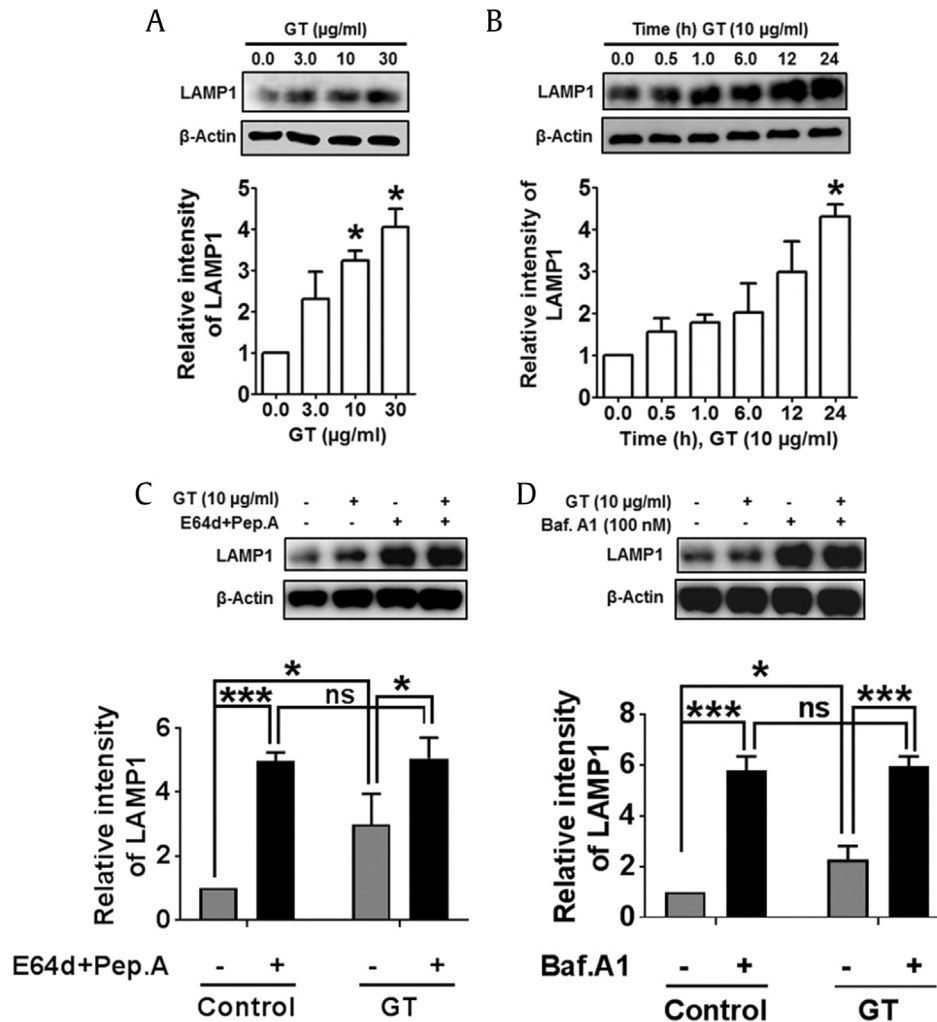 A
GT (µg/ml)
0.0 3.0 10 30
LAMP1
β-Actin
Relative intensity
of LAMP1
5
4
3
2
1
0
*
*
0.0 3.0 10 30
GT (µg/ml)
B
Time (h) GT (10 µg/ml)
0.0 0.5 1.0 6.0 12 24
LAMP1
β-Actin
Relative intensity of
LAMP1
5
4
3
2
1
0
*
0.0 0.5 1.0 6.0 12 24
Time (h), GT (10 µg/ml)
C
GT (10 µg/ml) - + - +
E64d+Pep.A - - + +
LAMP1
β-Actin
Relative intensity
of LAMP1
6
4
2
0
*
*** ns *
E64d+Pep.A - + - +
Control GT
D
GT (10 µg/ml) - + - +
Baf. A1 (100 nM) - - + +
LAMP1
β-Actin
Relative intensity
of LAMP1
8
6
4
2
0
*
*** ns ***
Baf.A1 - + - +
Control GT